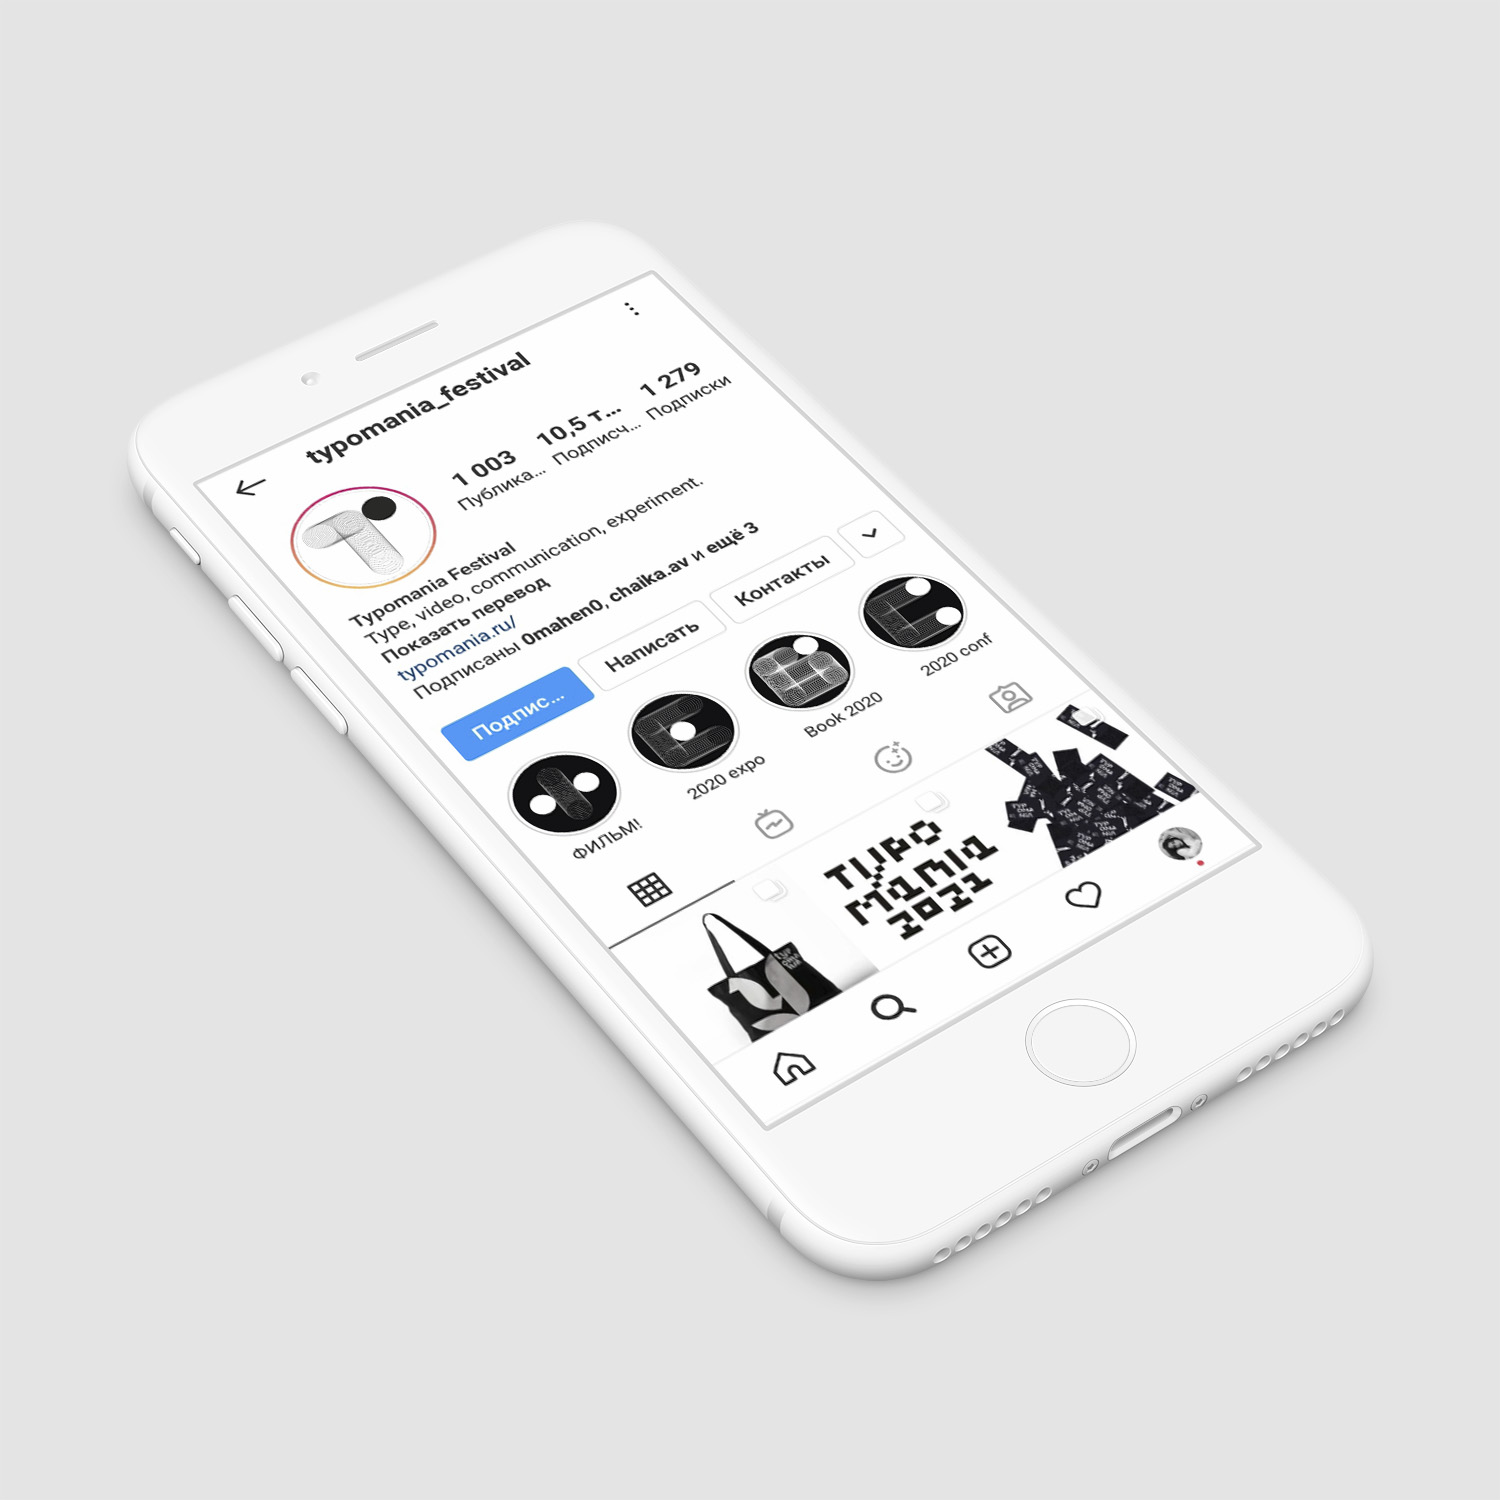 typomania_festival
1 003
10,5 т...
1 279
Публика...
Подписч...
Подписки
Typomania Festival
Type, video, communication, experiment.
Показать перевод
typomania.ru/
Подписаны 0mahen0, chaika.av и ещё 3
Подпис...
Написать
Контакты
ФИЛЬМ!
2020 expo
Book 2020
2020 conf
TYPO
MANIA
2021